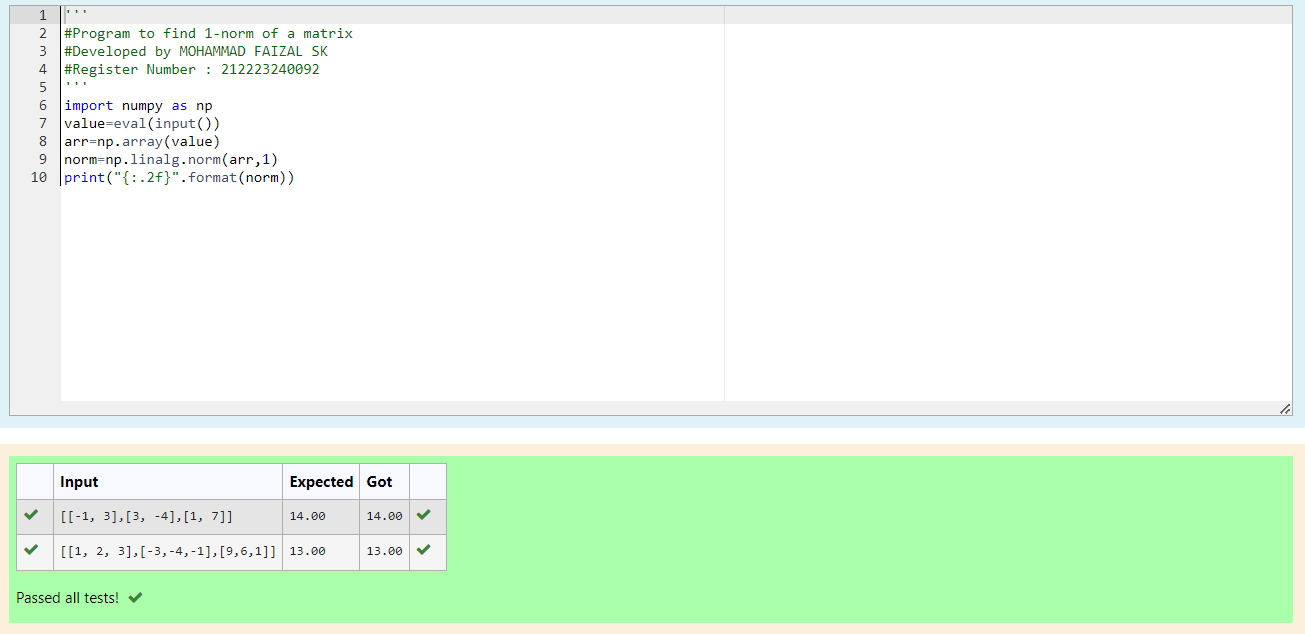 1 '''
2 #Program to find 1-norm of a matrix
3 #Developed by MOHAMMAD FAIZAL SK
4 #Register Number : 212223240092
5 '''
6 import numpy as np
7 value=eval(input())
8 arr=np.array(value)
9 norm=np.linalg.norm(arr,1)
10 print("{:.2f}".format(norm))
Input Expected Got
[[-1, 3],[3, -4],[1, 7]] 14.00 14.00
[[1, 2, 3],[-3,-4,-1],[9,6,1]] 13.00 13.00
Passed all tests!